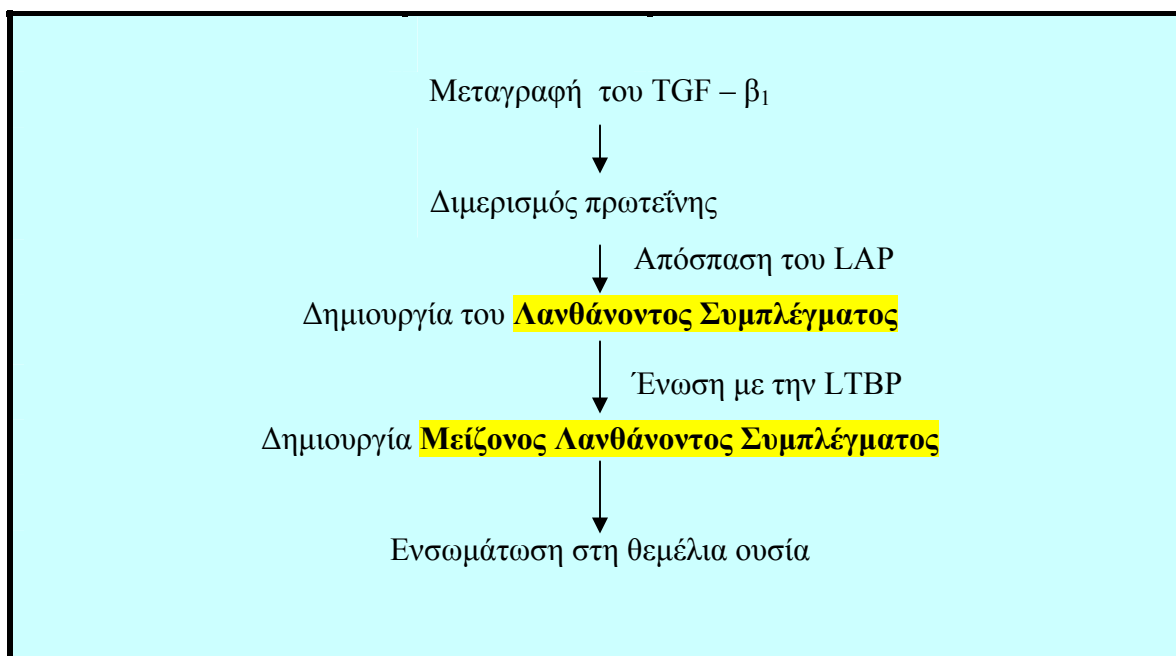 Μεταγραφή του TGF – β₁
Διμερισμός πρωτεΐνης
Απόσπαση του LAP
Δημιουργία του Λανθάνοντος Συμπλέγματος
Ένωση με την LTBP
Δημιουργία Μείζονος Λανθάνοντος Συμπλέγματος
Ενσωμάτωση στη θεμέλια ουσία